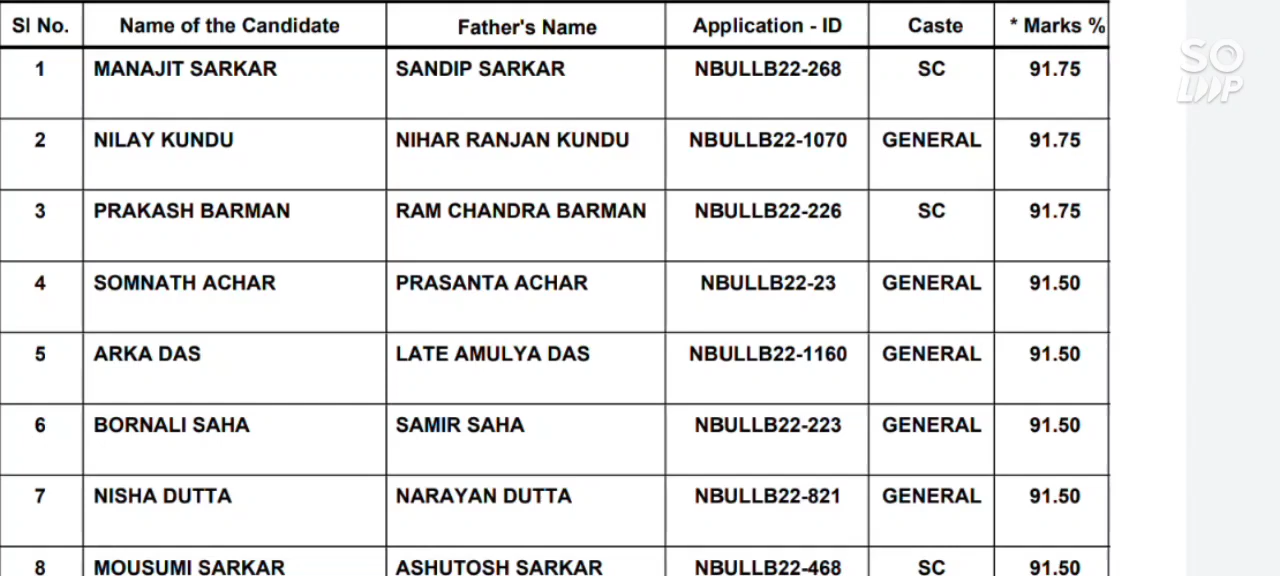 Sl No. Name of the Candidate Father's Name Application - ID Caste * Marks %
1 MANAJIT SARKAR SANDIP SARKAR NBULLB22-268 SC 91.75
2 NILAY KUNDU NIHAR RANJAN KUNDU NBULLB22-1070 GENERAL 91.75
3 PRAKASH BARMAN RAM CHANDRA BARMAN NBULLB22-226 SC 91.75
4 SOMNATH ACHAR PRASANTA ACHAR NBULLB22-23 GENERAL 91.50
5 ARKA DAS LATE AMULYA DAS NBULLB22-1160 GENERAL 91.50
6 BORNALI SAHA SAMIR SAHA NBULLB22-223 GENERAL 91.50
7 NISHA DUTTA NARAYAN DUTTA NBULLB22-821 GENERAL 91.50
8 MOUSUMI SARKAR ASHUTOSH SARKAR NBULLB22-468 SC 91.50
SO
LOOP